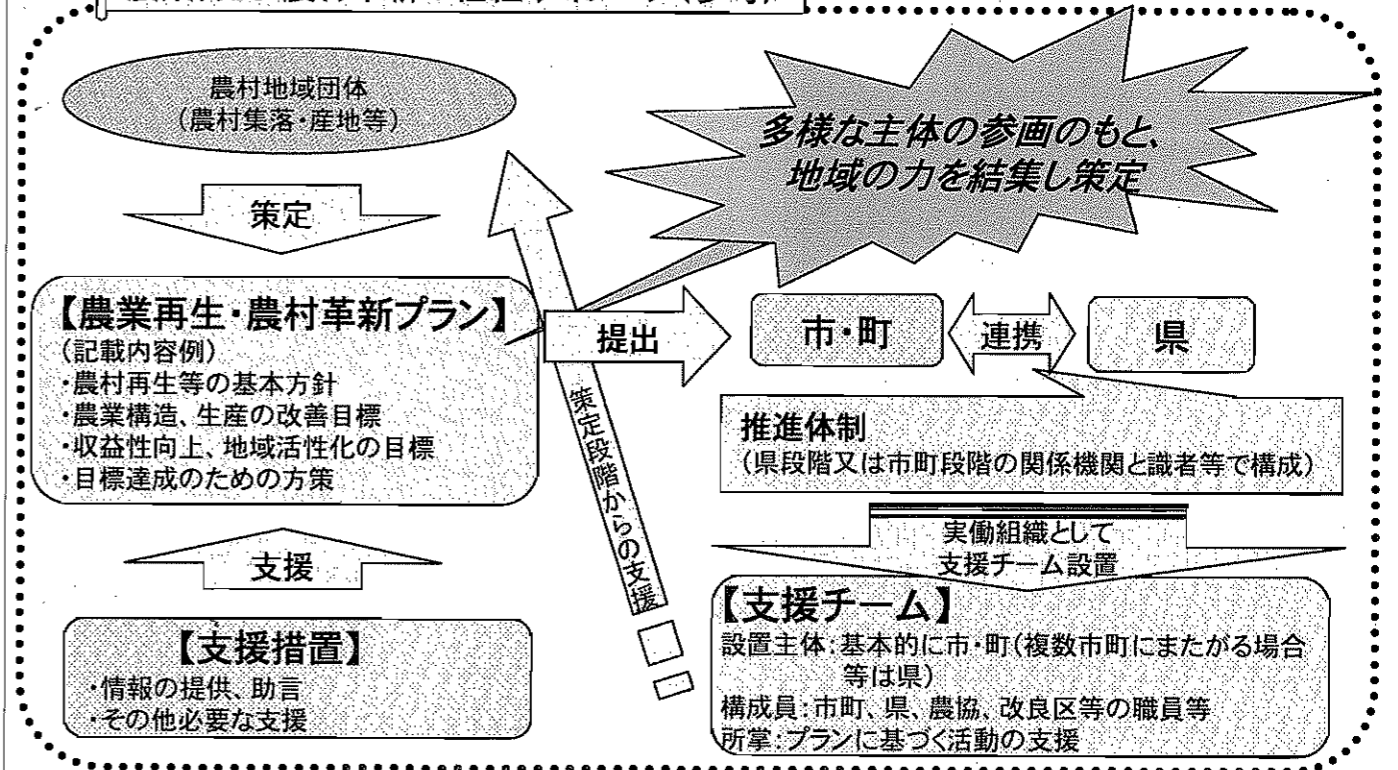 農村地域団体
(農村集落・産地等)
多様な主体の参画のもと、
地域の力を結集し策定
策定
【農業再生・農村革新プラン】
(記載内容例)
・農村再生等の基本方針
・農業構造、生産の改善目標
・収益性向上、地域活性化の目標
・目標達成のための方策
提出
市・町
連携
県
推進体制
(県段階又は市町段階の関係機関と識者等で構成)
策定段階からの支援
実働組織として
支援チーム設置
支援
【支援措置】
・情報の提供、助言
・その他必要な支援
【支援チーム】
設置主体:基本的に市・町(複数市町にまたがる場合
等は県)
構成員:市町、県、農協、改良区等の職員等
所掌:プランに基づく活動の支援